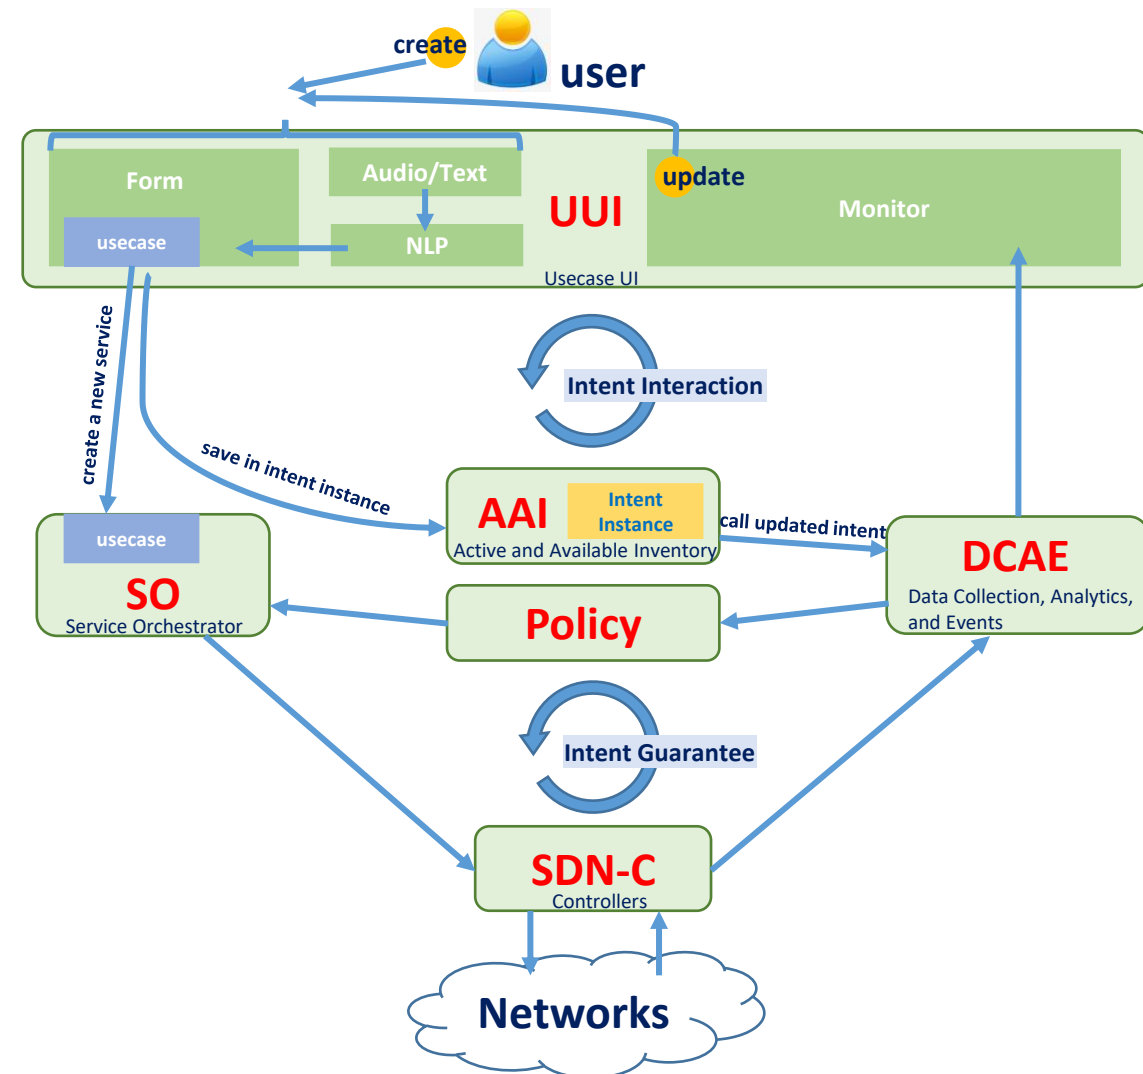 create
user
Form
Audio/Text
update
UUI
Monitor
usecase
NLP
Usecase UI
create a new service
Intent Interaction
save in intent instance
AAI
Intent
Instance
Active and Available Inventory
call updated intent
usecase
SO
Service Orchestrator
DCAE
Data Collection, Analytics,
and Events
Policy
Intent Guarantee
SDN-C
Controllers
Networks